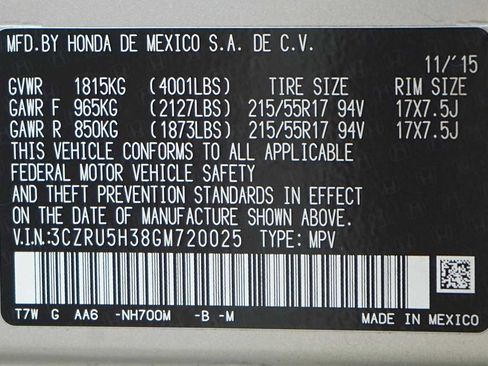 MFD.BY HONDA DE MEXICO S.A. DE C.V.
11/'15
GVWR 1815KG (4001LBS) TIRE SIZE RIM SIZE
GAWR F 965KG (2127LBS) 215/55R17 94V 17X7.5J
GAWR R 850KG (1873LBS) 215/55R17 94V 17X7.5J
THIS VEHICLE CONFORMS TO ALL APPLICABLE
FEDERAL MOTOR VEHICLE SAFETY
AND THEFT PREVENTION STANDARDS IN EFFECT
ON THE DATE OF MANUFACTURE SHOWN ABOVE.
V.I.N:3CZRU5H38GM720025 TYPE: MPV
T7W G AA6 -NH700M -B -M MADE IN MEXICO